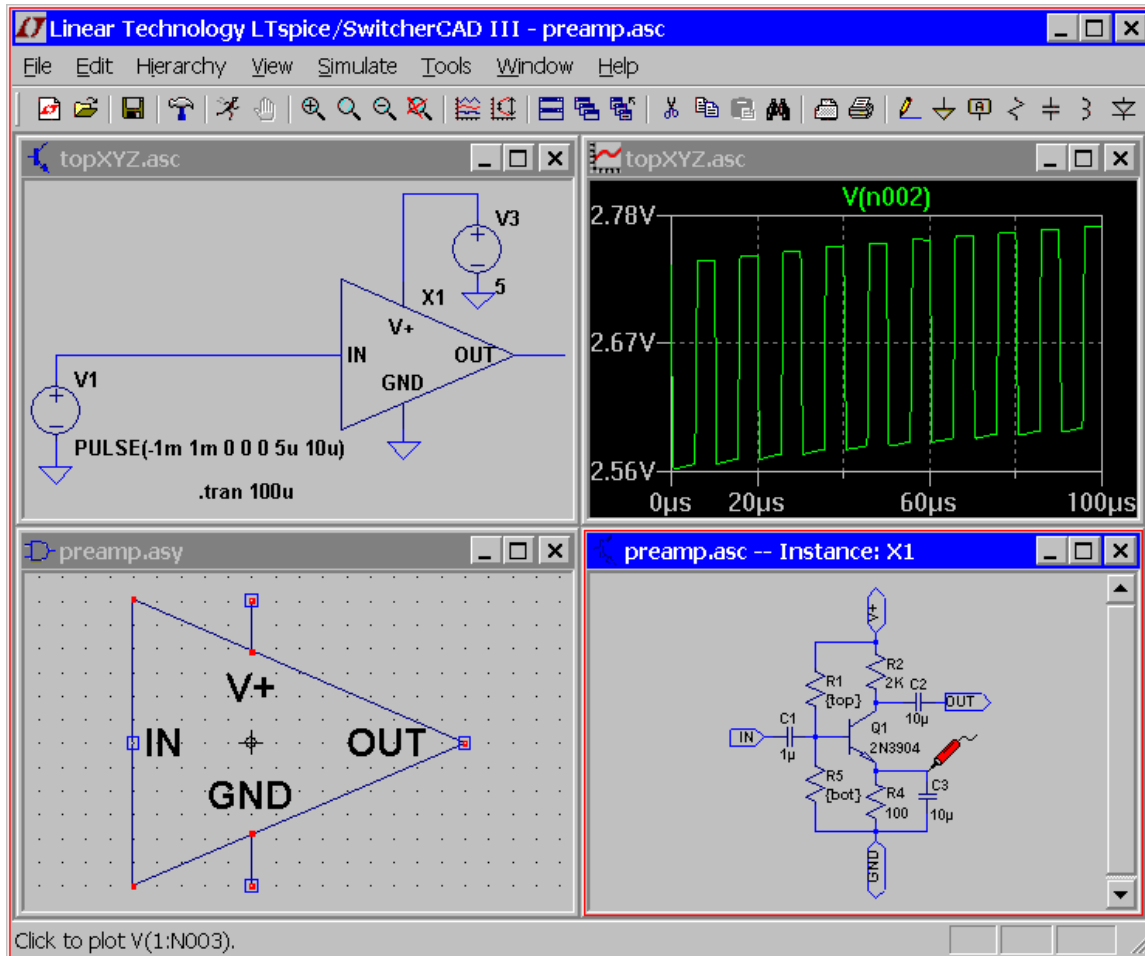 Linear Technology LTspice/SwitcherCAD III - preamp.asc
File Edit Hierarchy View Simulate Tools Window Help
topXYZ.asc
V3
5
X1
V+
IN
OUT
GND
V1
PULSE(-1m 1m 0 0 0 5u 10u)
.tran 100u
topXYZ.asc
V(n002)
2.78V
2.67V
2.56V
0µs 20µs 60µs 100µs
preamp.asy
V+
IN
OUT
GND
preamp.asc -- Instance: X1
V+
R1
{top}
R2
2K
C2
10µ
OUT
C1
1µ
IN
Q1
2N3904
R5
{bot}
R4
100
C3
10µ
GND
Click to plot V(1:N003).